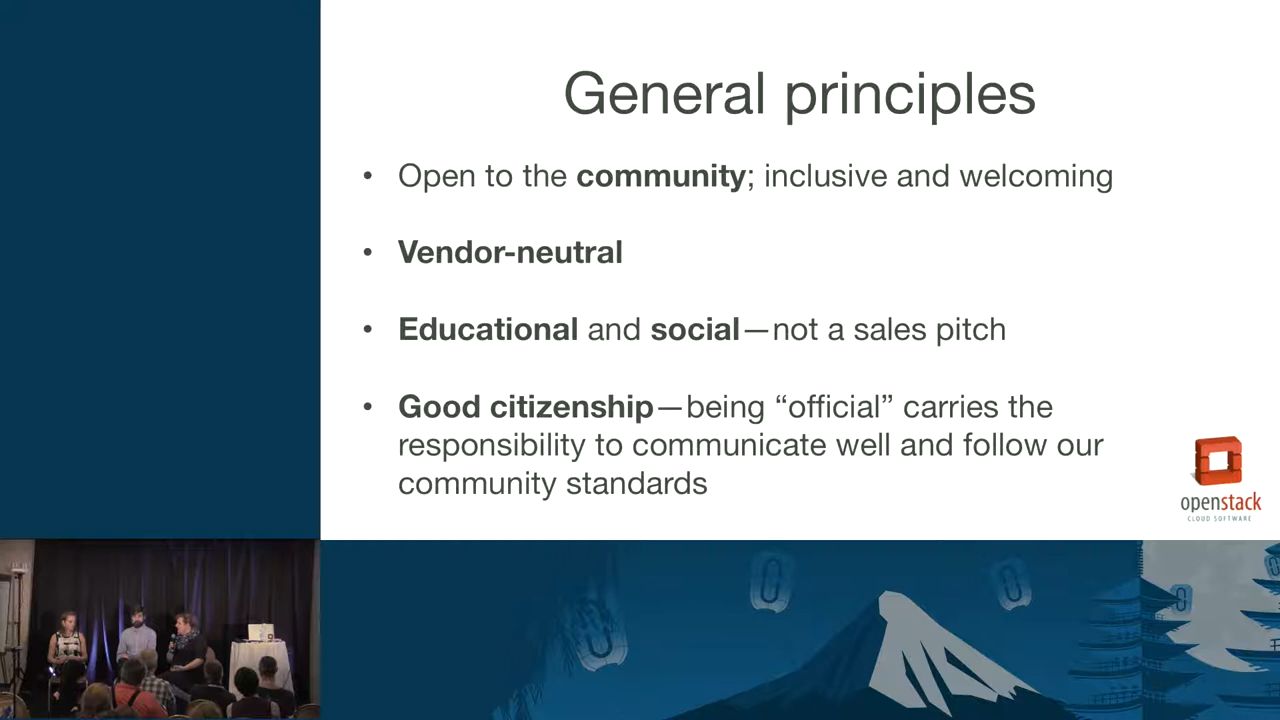 General principles
• Open to the community; inclusive and welcoming
• Vendor-neutral
• Educational and social—not a sales pitch
• Good citizenship—being “official” carries the
responsibility to communicate well and follow our
community standards
openstack
CLOUD SOFTWARE